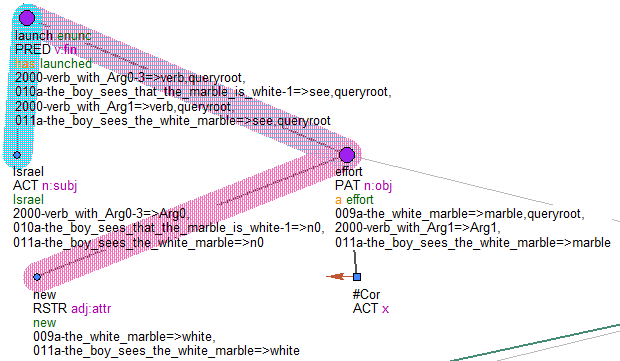 launch enunc
PRED v:fin
has launched
2000-verb_with_Arg0-3=>verb,queryroot,
010a-the_boy_sees_that_the_marble_is_white-1=>see,queryroot,
2000-verb_with_Arg1=>verb,queryroot,
011a-the_boy_sees_the_white_marble=>see,queryroot
Israel
ACT n:subj
Israel
2000-verb_with_Arg0-3=>Arg0,
010a-the_boy_sees_that_the_marble_is_white-1=>n0,
011a-the_boy_sees_the_white_marble=>n0
effort
PAT n:obj
a effort
009a-the_white_marble=>marble,queryroot,
2000-verb_with_Arg1=>Arg1,
011a-the_boy_sees_the_white_marble=>marble
new
RSTR adj:attr
new
009a-the_white_marble=>white,
011a-the_boy_sees_the_white_marble=>white
#Cor
ACT x